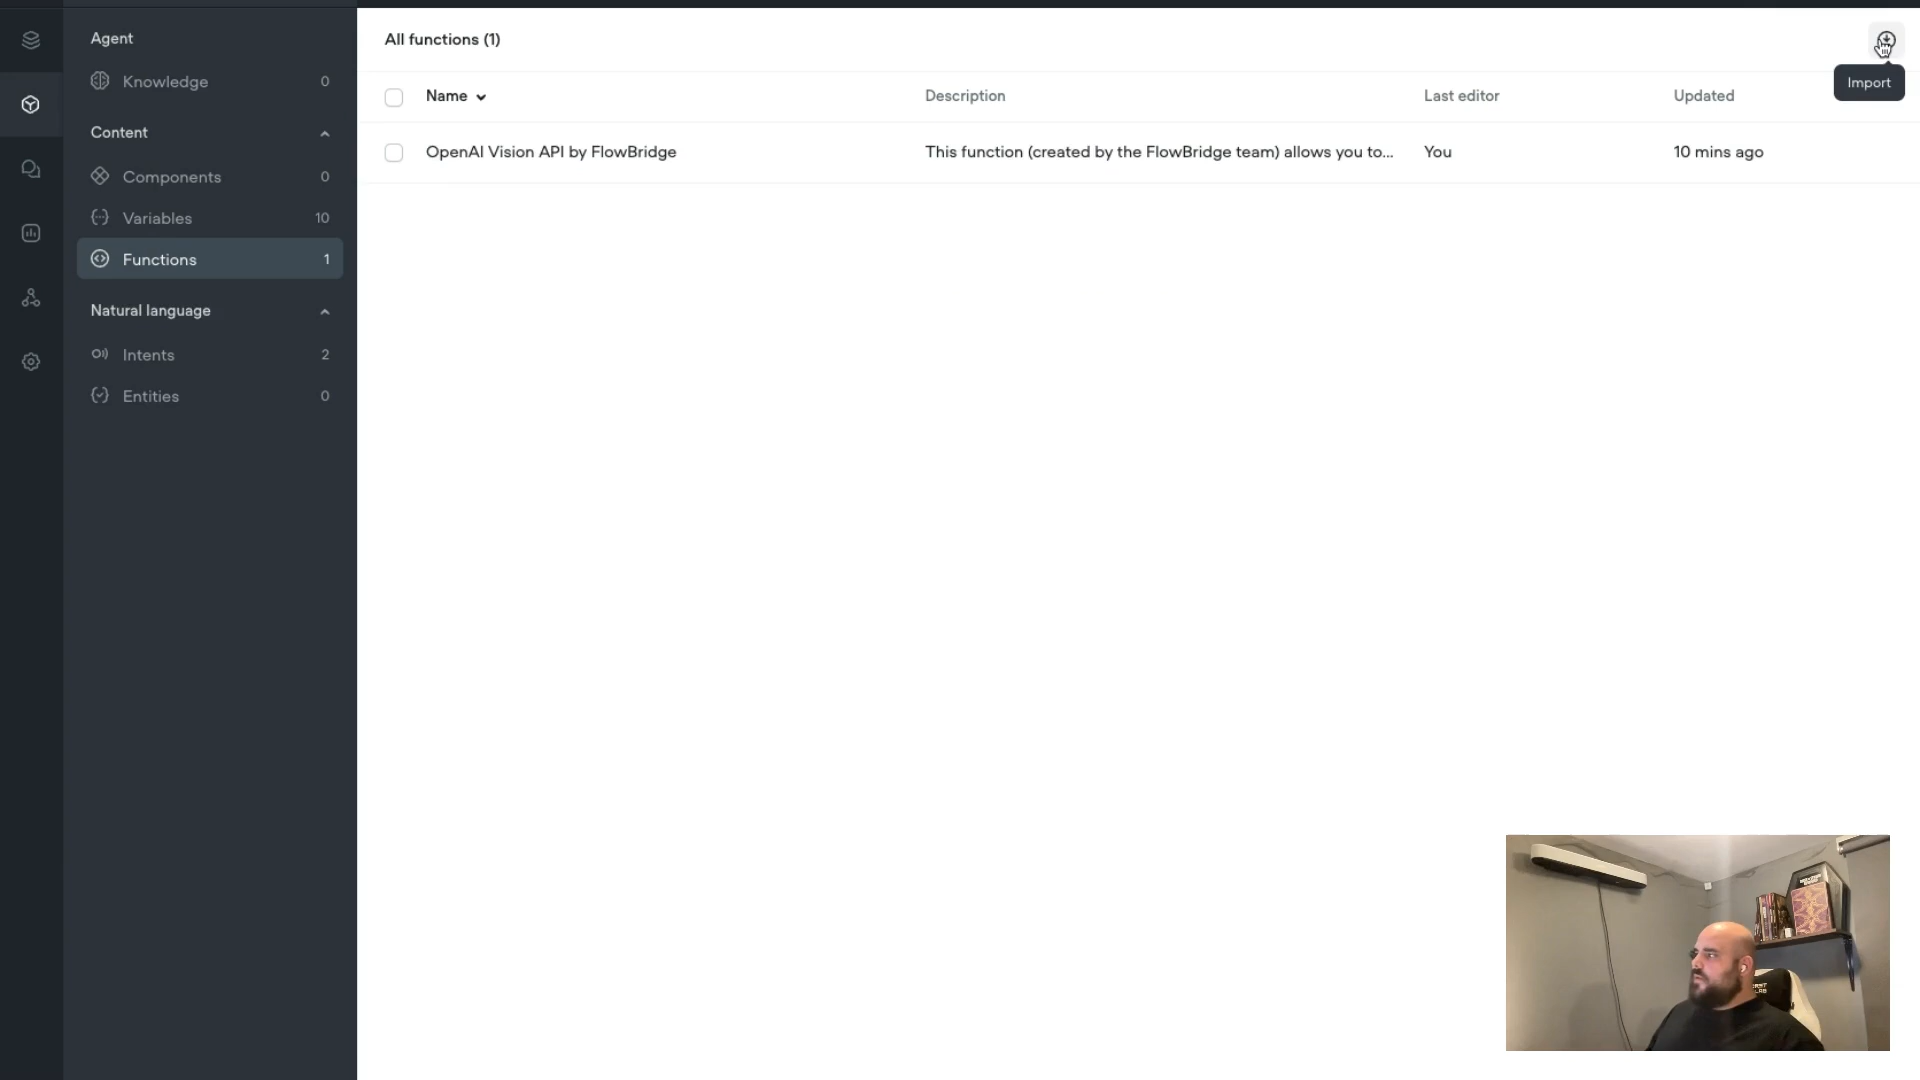 Agent
Knowledge 0
Content
Components 0
Variables 10
Functions 1
Natural language
Intents 2
Entities 0
All functions (1)
Import
Name Description Last editor Updated
OpenAI Vision API by FlowBridge This function (created by the FlowBridge team) allows you to... You 10 mins ago